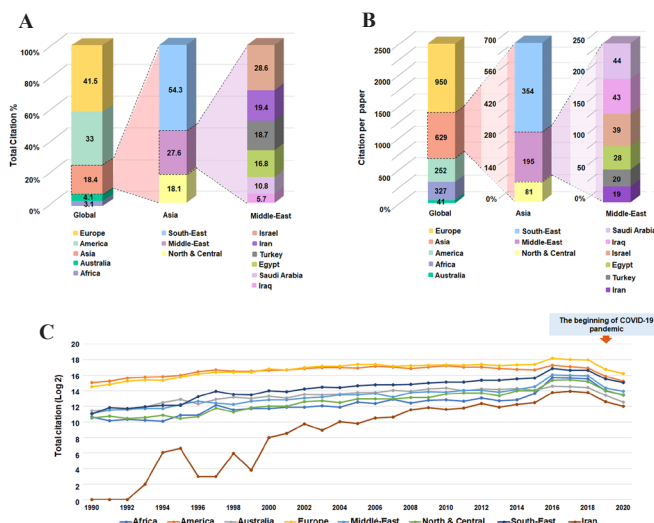 A
100%
80%
60%
40%
20%
0%
Total Citation %
41.5
33
18.4
4.1
3.1
54.3
27.6
18.1
28.6
19.4
18.7
16.8
10.8
5.7
Global
Asia
Middle-East
Europe
America
Asia
Australia
Africa
South-East
Middle-East
North & Central
Israel
Iran
Turkey
Egypt
Saudi Arabia
Iraq
B
2500
2000
1500
1000
500
0%
Citation per paper
950
629
252
327
41
700
560
420
280
140
0%
354
195
81
250
200
150
100
50
0%
44
43
39
28
20
19
Global
Asia
Middle-East
Europe
Asia
America
Africa
Australia
South-East
Middle-East
North & Central
Saudi Arabia
Iraq
Israel
Egypt
Turkey
Iran
C
The beginning of COVID-19
pandemic
Total citation (Log 2)
20
18
16
14
12
10
8
6
4
2
0
1990 1992 1994 1996 1998 2000 2002 2004 2006 2008 2010 2012 2014 2016 2018 2020
Africa America Australia Europe Middle-East North & Central South-East Iran